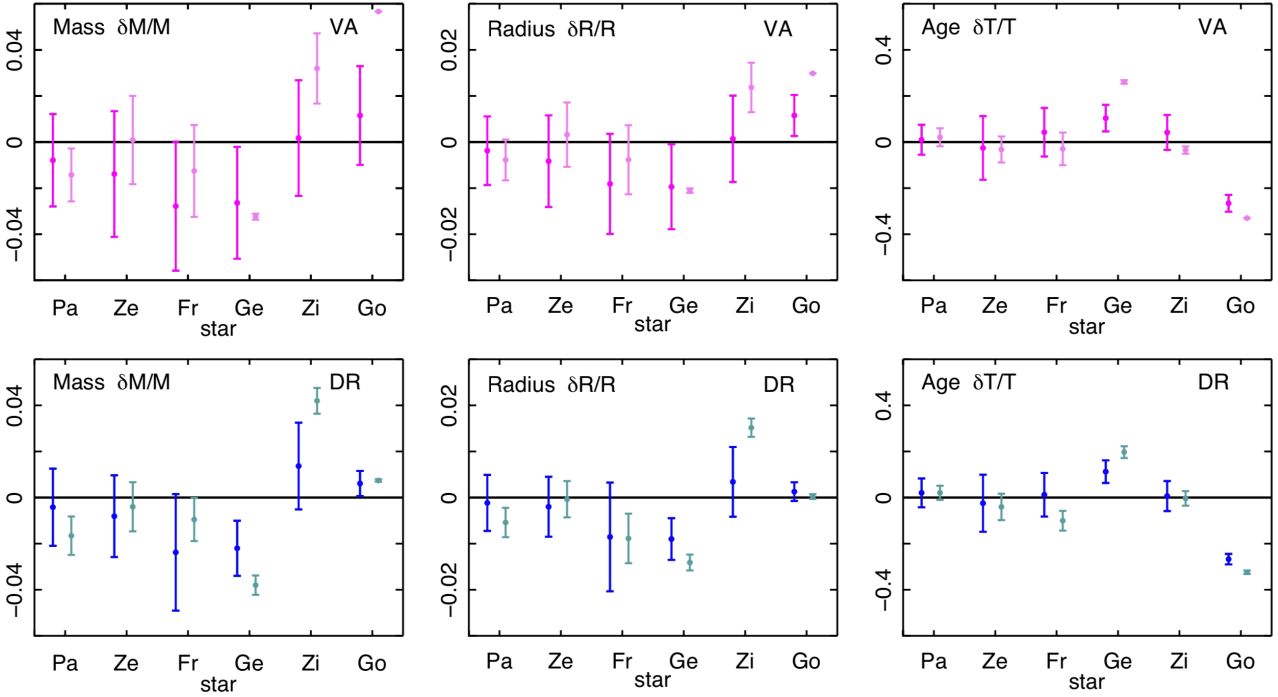 Mass δM/M VA
0.04
0
−0.04
Pa Ze Fr Ge Zi Go
star
Radius δR/R VA
0.02
0
−0.02
Pa Ze Fr Ge Zi Go
star
Age δT/T VA
0.4
0
−0.4
Pa Ze Fr Ge Zi Go
star
Mass δM/M DR
0.04
0
−0.04
Pa Ze Fr Ge Zi Go
star
Radius δR/R DR
0.02
0
−0.02
Pa Ze Fr Ge Zi Go
star
Age δT/T DR
0.4
0
−0.4
Pa Ze Fr Ge Zi Go
star